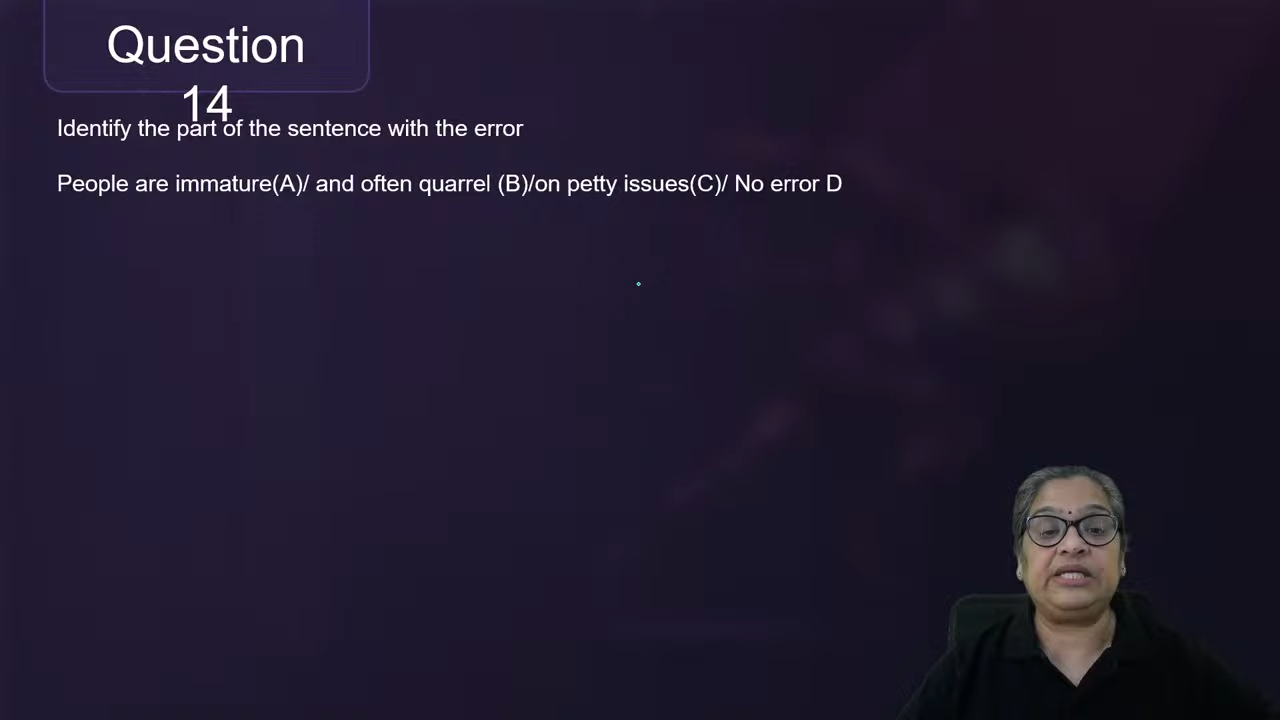 Question
14
Identify the part of the sentence with the error
People are immature(A)/ and often quarrel (B)/on petty issues(C)/ No error D